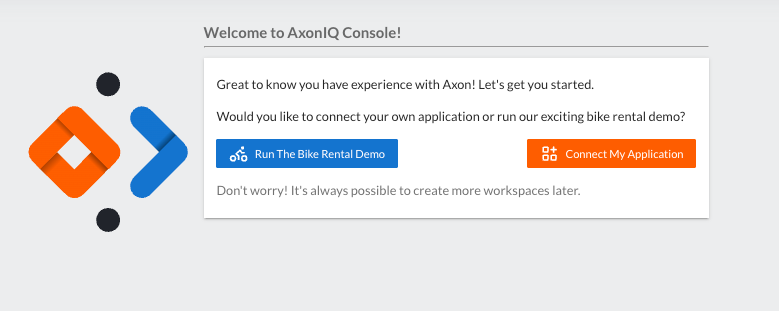 Welcome to AxonIQ Console!
Great to know you have experience with Axon! Let's get you started.
Would you like to connect your own application or run our exciting bike rental demo?
Run The Bike Rental Demo
Connect My Application
Don't worry! It's always possible to create more workspaces later.